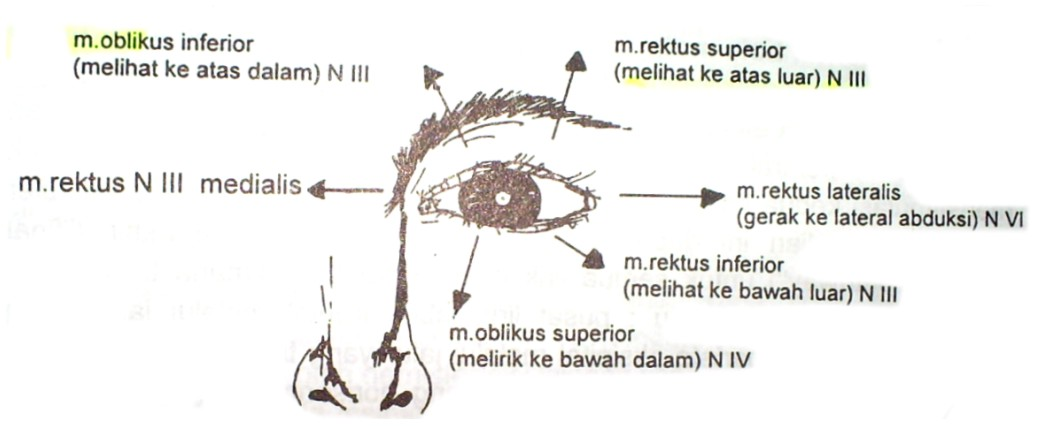 m.oblikus inferior
(melihat ke atas dalam) N III
m.rektus superior
(melihat ke atas luar) N III
m.rektus N III medialis
m.rektus lateralis
(gerak ke lateral abduksi) N VI
m.rektus inferior
(melihat ke bawah luar) N III
m.oblikus superior
(melirik ke bawah dalam) N IV